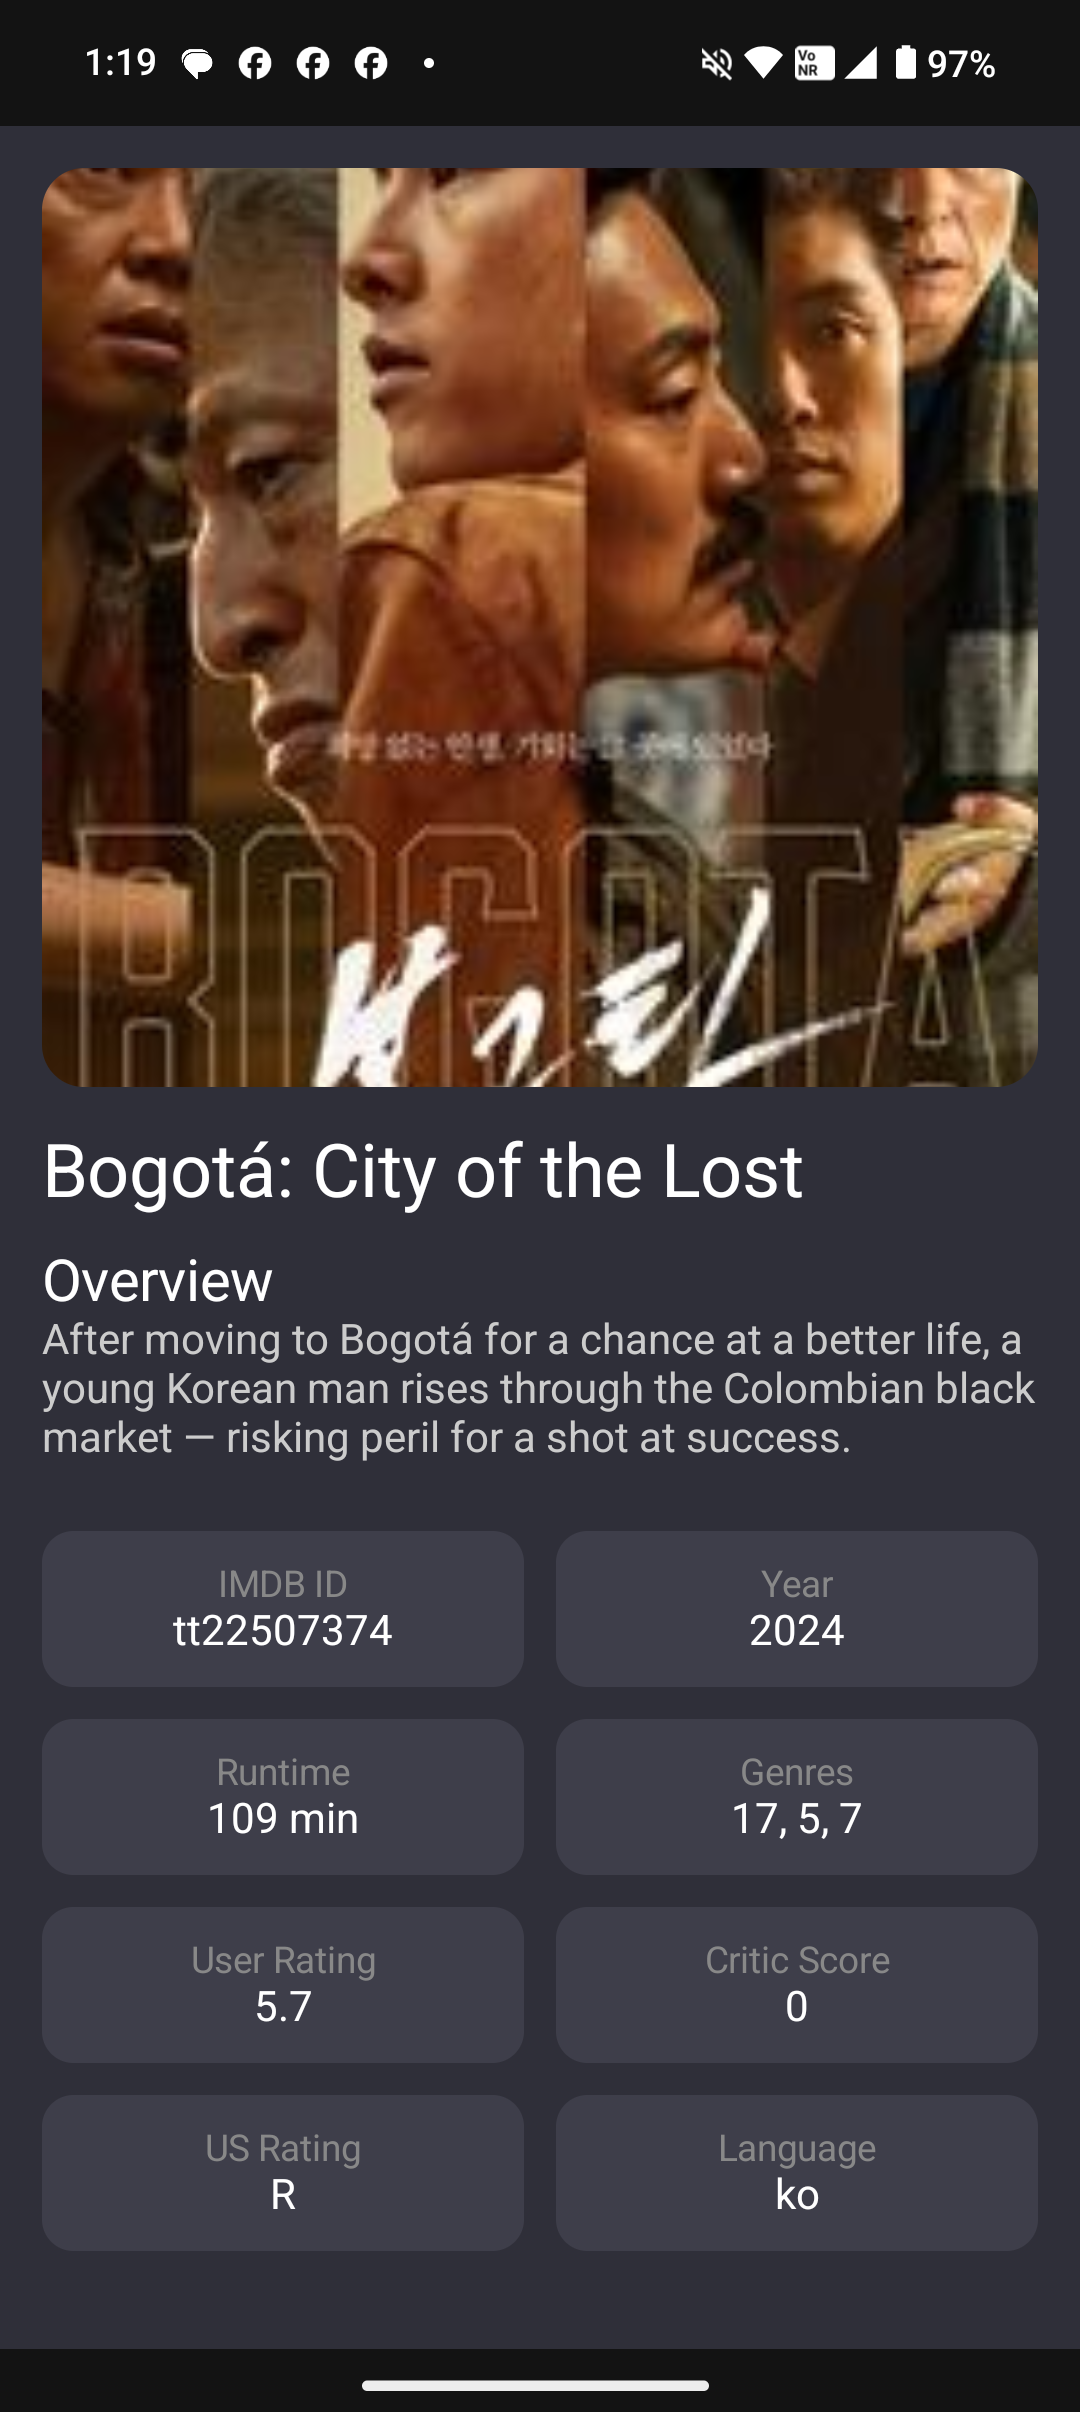 1:19
Vo NR
97%
BOGOTA
보고타
Bogotá: City of the Lost
Overview
After moving to Bogotá for a chance at a better life, a
young Korean man rises through the Colombian black
market — risking peril for a shot at success.
IMDB ID
tt22507374
Year
2024
Runtime
109 min
Genres
17, 5, 7
User Rating
5.7
Critic Score
0
US Rating
R
Language
ko